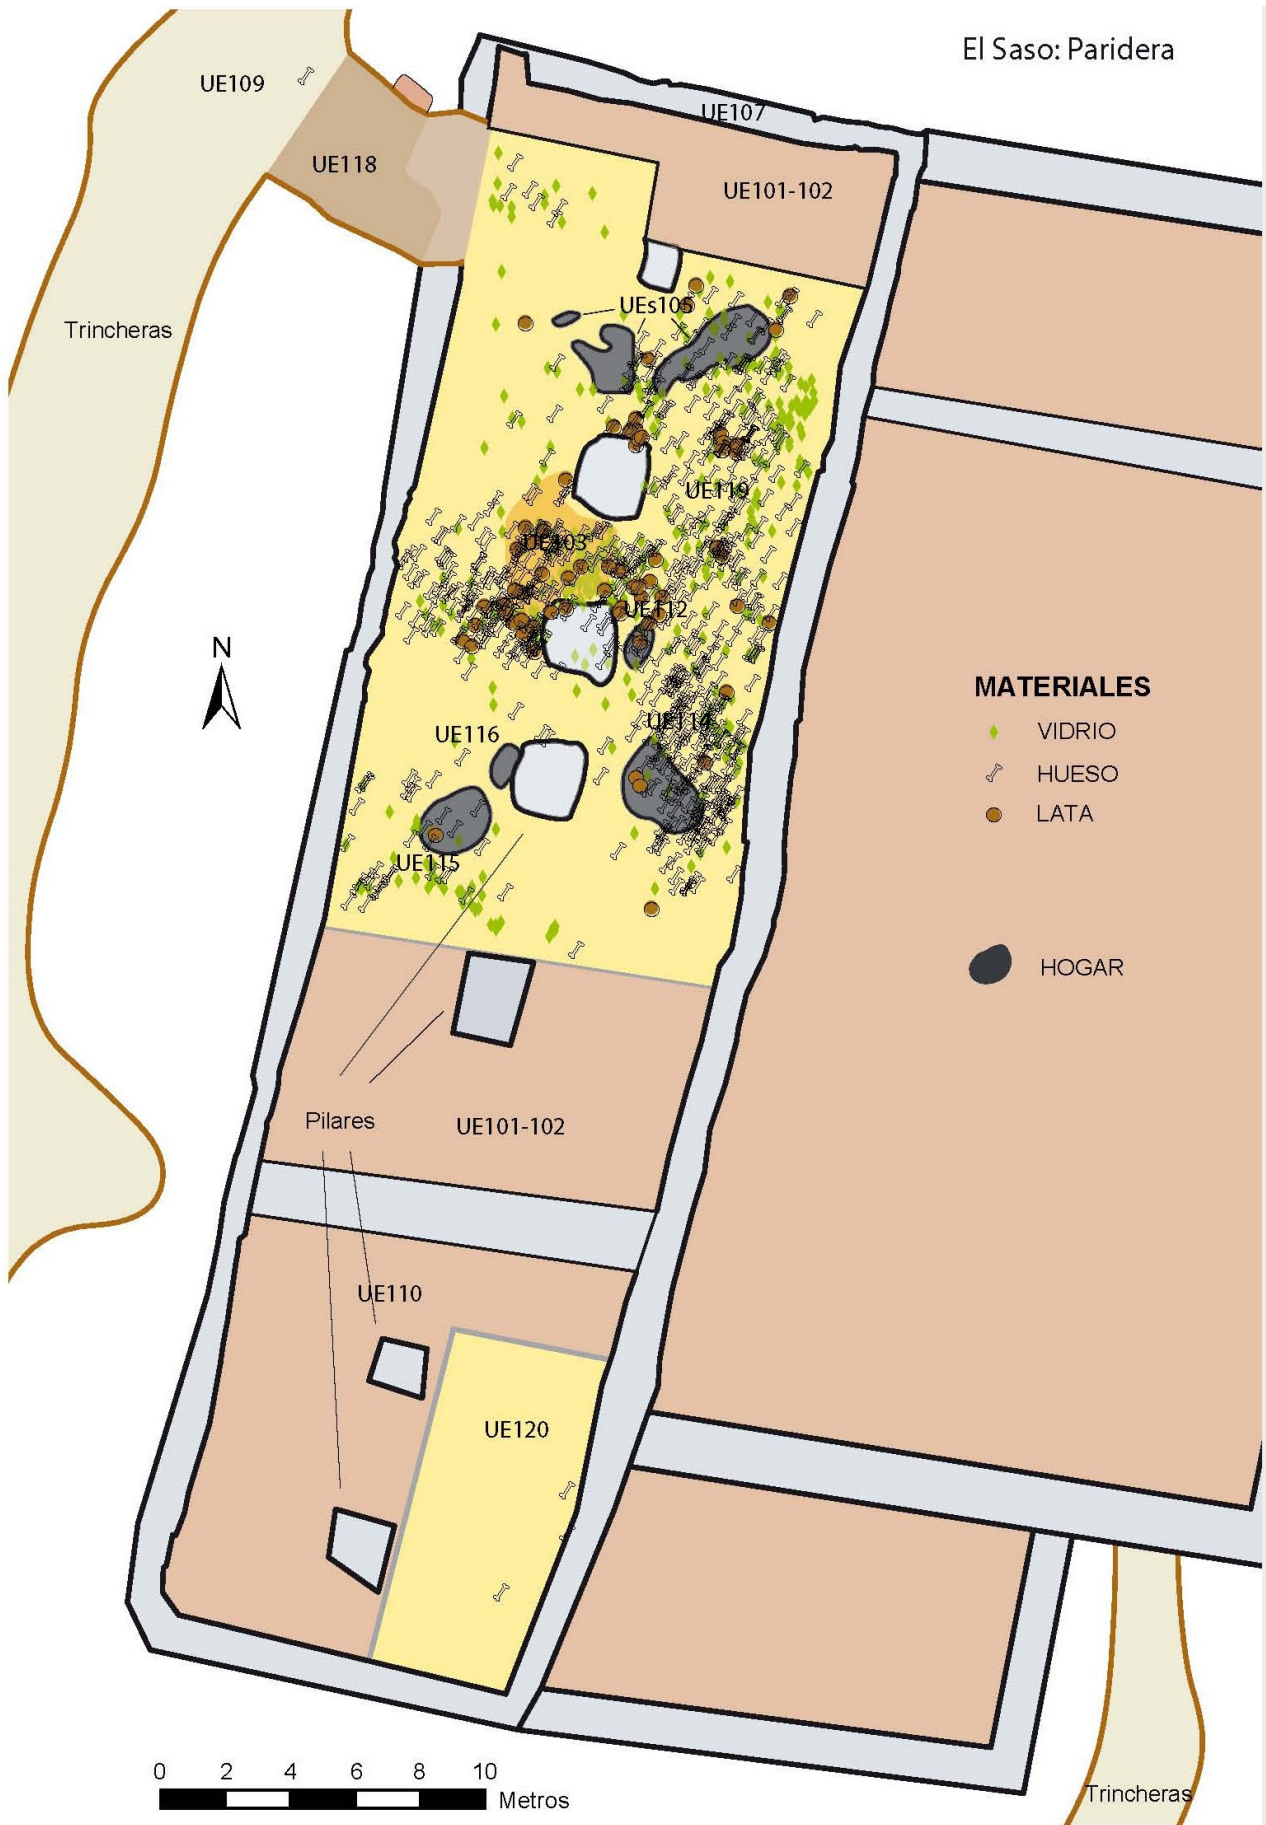 El Saso: Paridera
UE109
UE107
UE118
UE101-102
UEs105
Trincheras
UE119
UE103
UE112
N
MATERIALES
VIDRIO
HUESO
LATA
UE114
UE116
UE115
HOGAR
Pilares
UE101-102
UE110
UE120
0 2 4 6 8 10
Metros
Trincheras